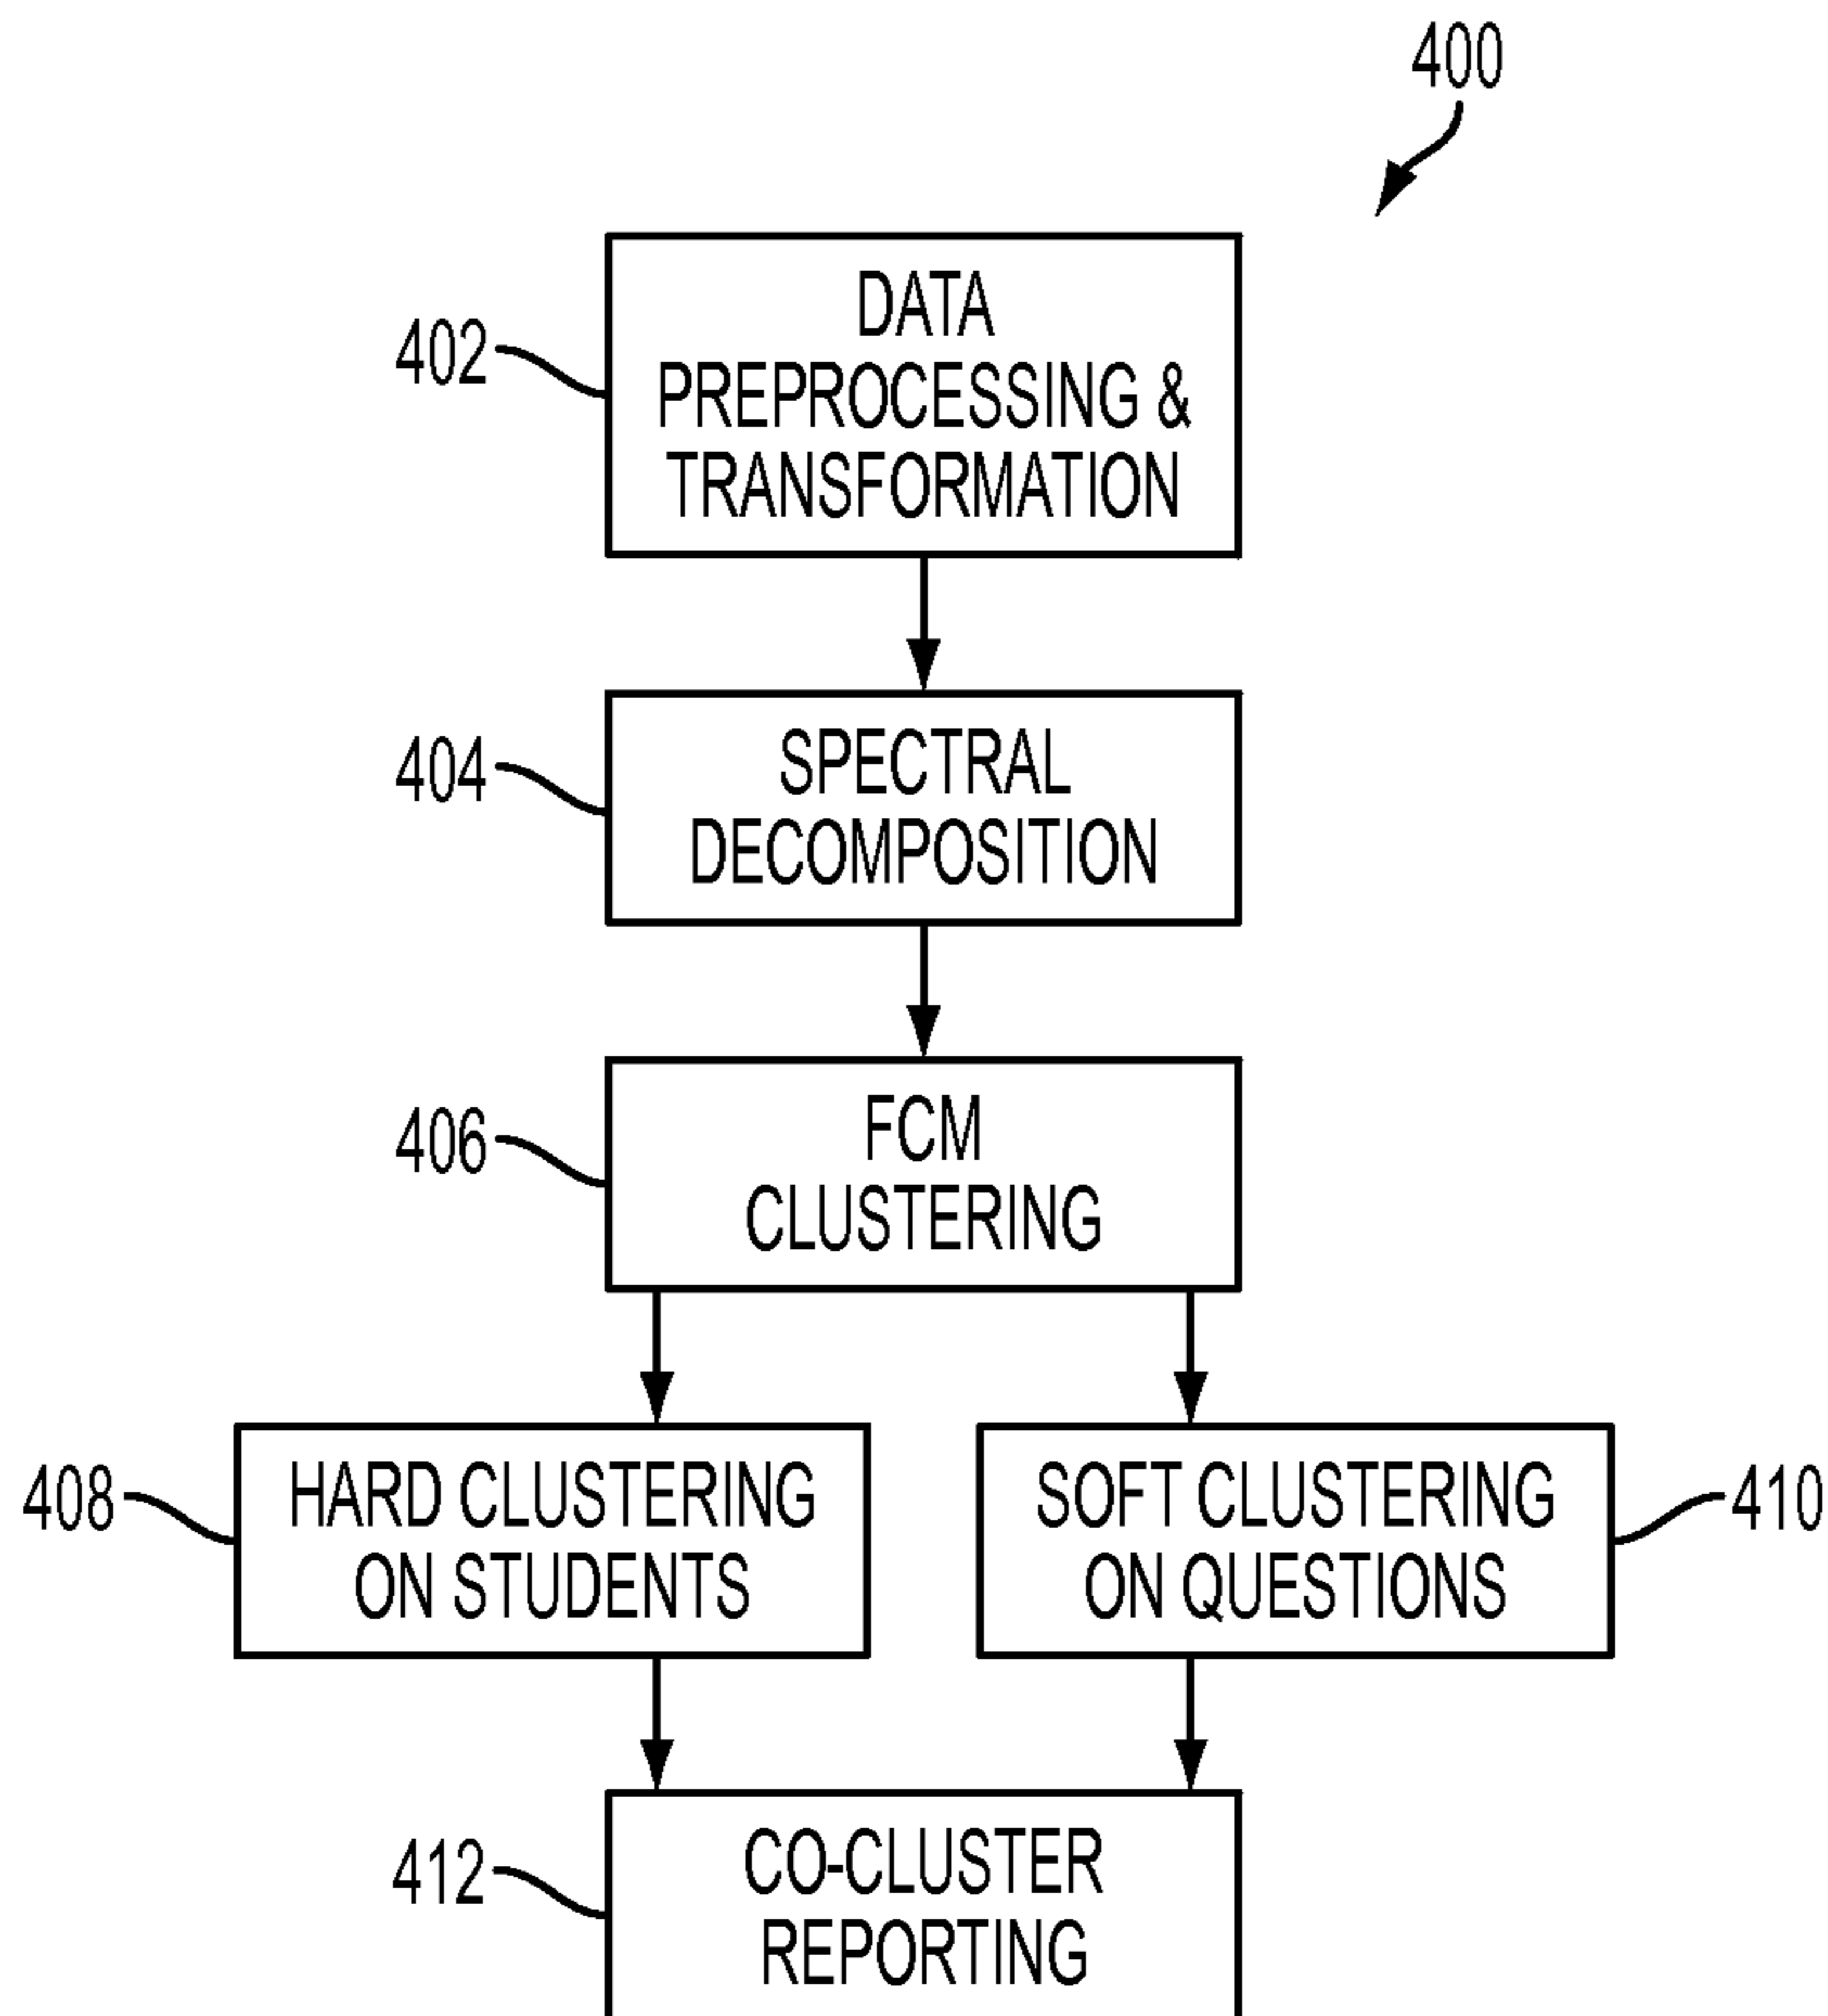 400
402
DATA
PREPROCESSING &
TRANSFORMATION
404
SPECTRAL
DECOMPOSITION
406
FCM
CLUSTERING
408
HARD CLUSTERING
ON STUDENTS
SOFT CLUSTERING
ON QUESTIONS
410
412
CO-CLUSTER
REPORTING